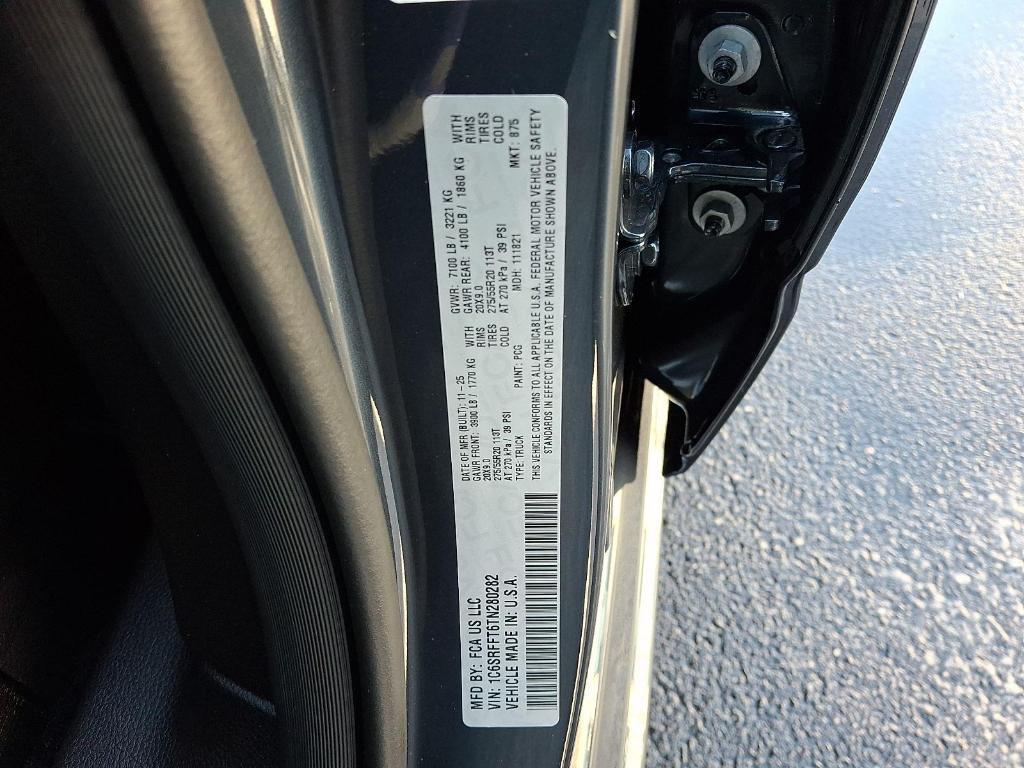 MFD BY: FCA US LLC
VIN: 1C6SRFFT6TN280282
VEHICLE MADE IN: U.S.A.
DATE OF MFR (BUILT): 11-25
GVWR: 7100 LB / 3221 KG
GAWR FRONT: 3900 LB / 1770 KG WITH
20X9.0 RIMS
275/55R20 113T TIRES
AT 270 kPa / 39 PSI COLD
GAWR REAR: 4100 LB / 1860 KG WITH
20X9.0 RIMS
275/55R20 113T TIRES
AT 270 kPa / 39 PSI COLD
TYPE: TRUCK PAINT: PCG MDH: 111821 MKT: 875
THIS VEHICLE CONFORMS TO ALL APPLICABLE U.S.A. FEDERAL MOTOR VEHICLE SAFETY
STANDARDS IN EFFECT ON THE DATE OF MANUFACTURE SHOWN ABOVE.